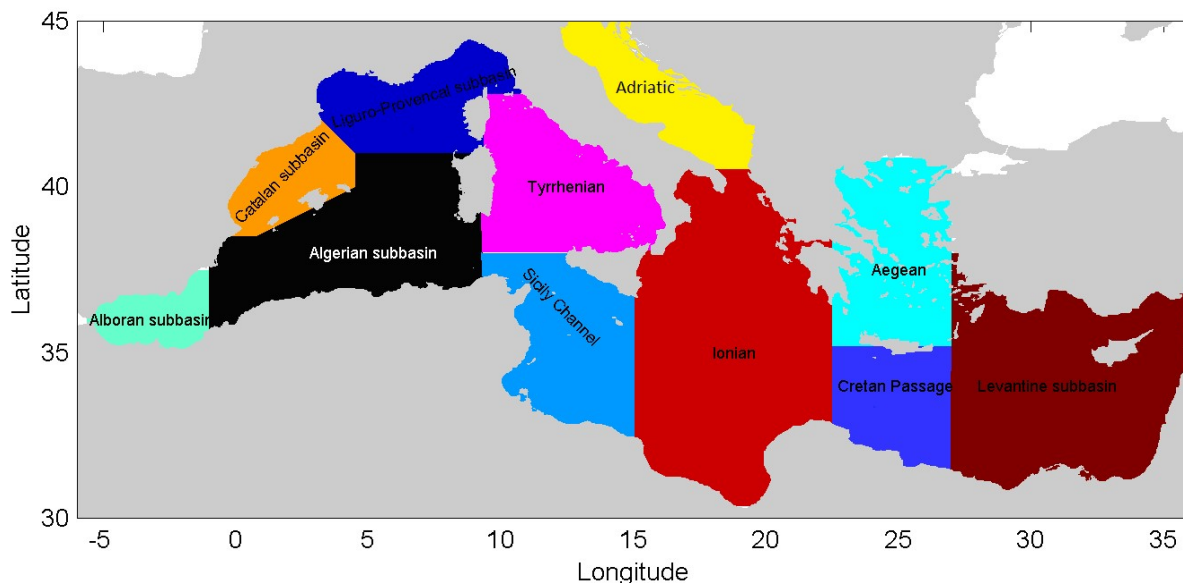 45
40
35
30
Latitude
Liguro-Provencal subbasin
Adriatic
Catalan subbasin
Tyrrhenian
Algerian subbasin
Sicily Channel
Aegean
Alboran subbasin
Ionian
Cretan Passage
Levantine subbasin
-5 0 5 10 15 20 25 30 35
Longitude